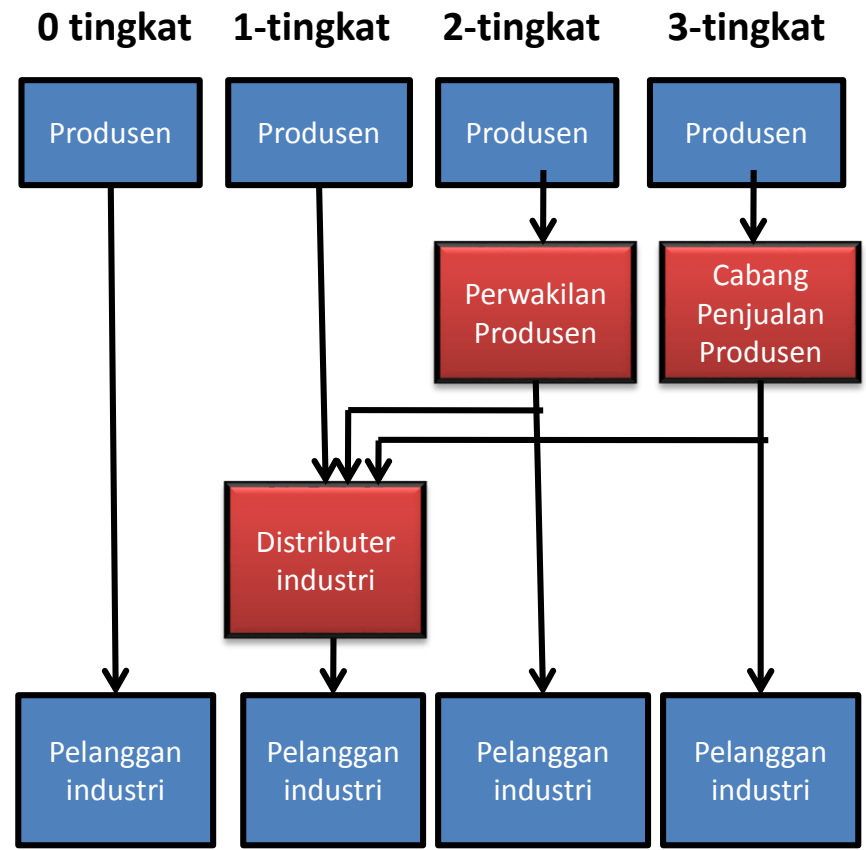 0 tingkat 1-tingkat 2-tingkat 3-tingkat
Produsen Produsen Produsen Produsen
Perwakilan
Produsen
Cabang
Penjualan
Produsen
Distributer
industri
Pelanggan
industri
Pelanggan
industri
Pelanggan
industri
Pelanggan
industri